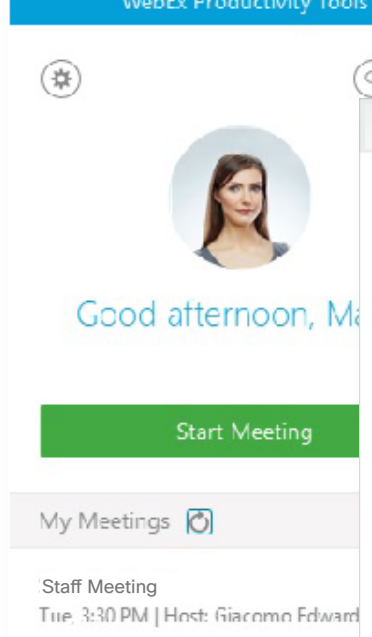 WebEx Productivity Tools
Good afternoon, Ma
Start Meeting
My Meetings
Staff Meeting
Tue, 3:30 PM | Host: Giacomo Edward